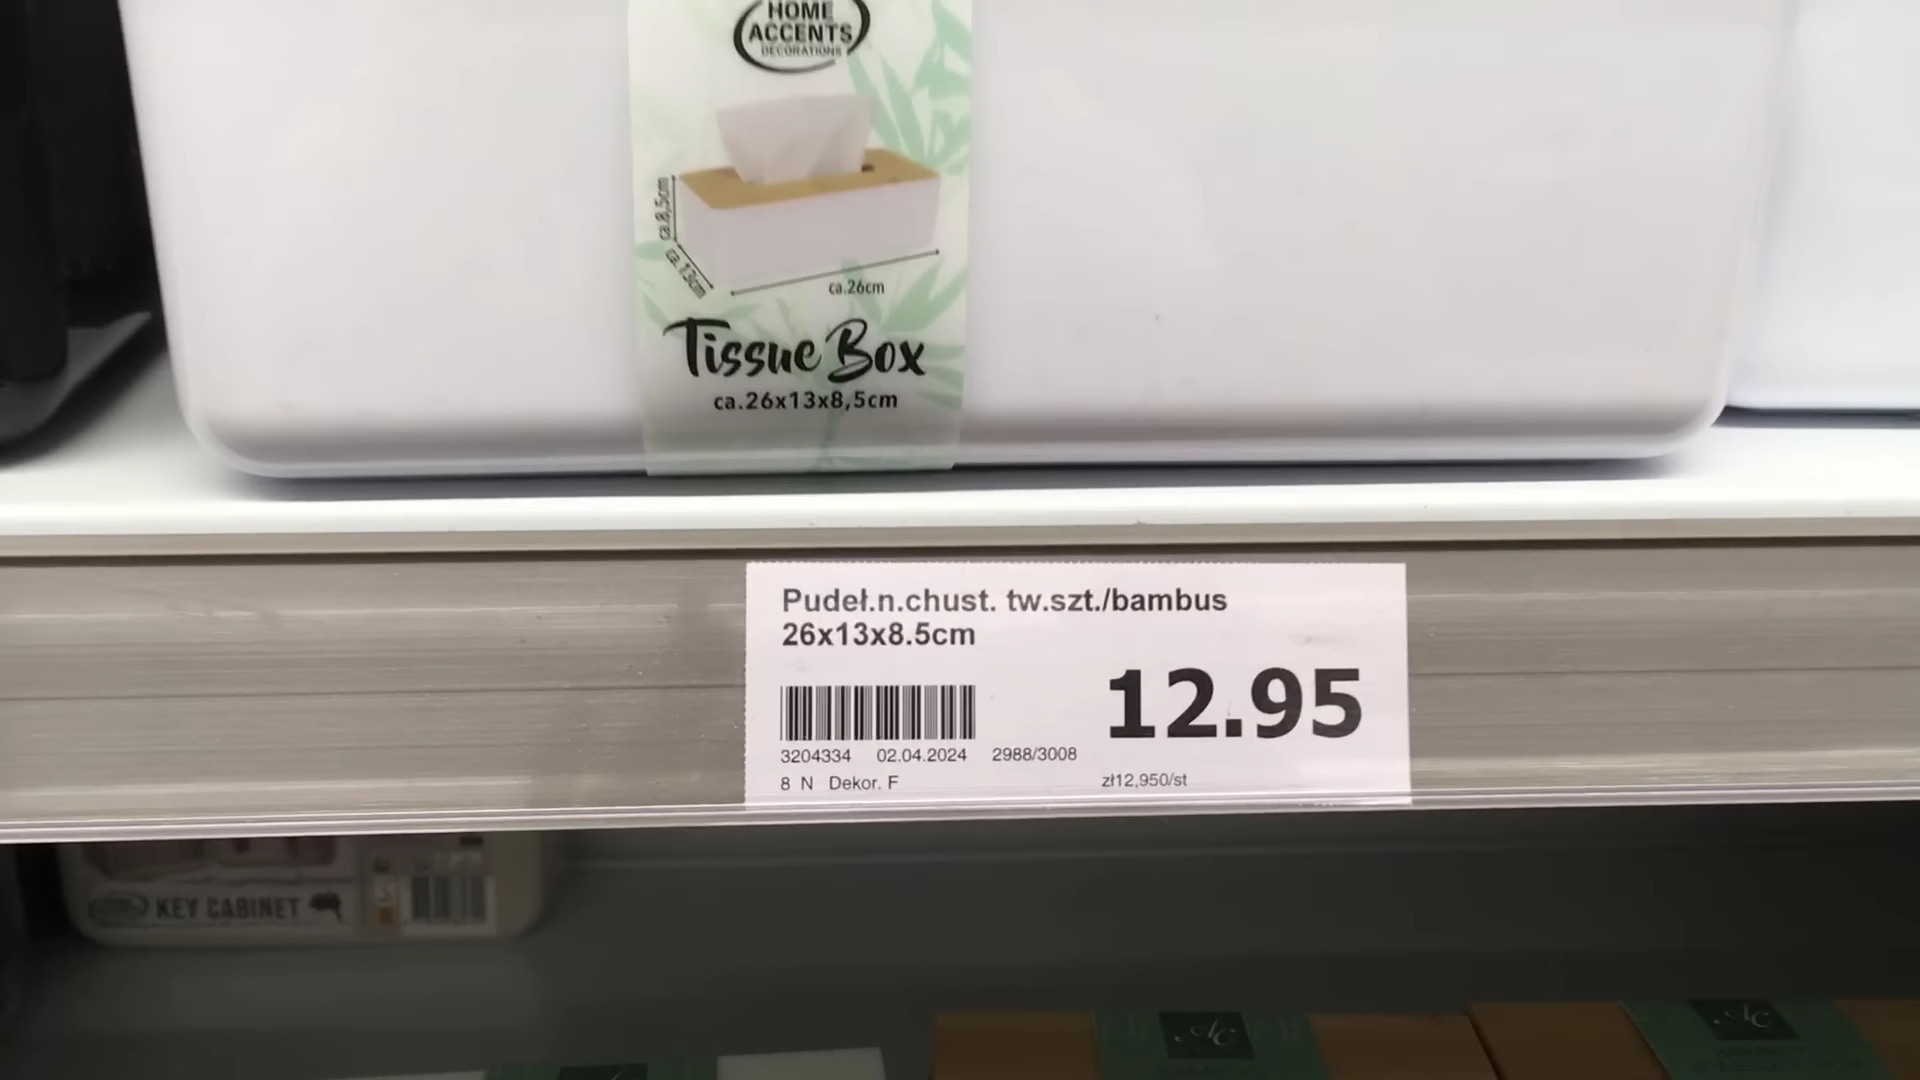 HOME
ACCENTS
DECORATIONS
ca.8,5cm
ca.13cm
ca.26cm
Tissue Box
ca.26x13x8,5cm
Pudeł.n.chust. tw.szt./bambus
26x13x8.5cm
12.95
3204334 02.04.2024 2988/3008
8 N Dekor. F
zł12,950/st
KEY CABINET